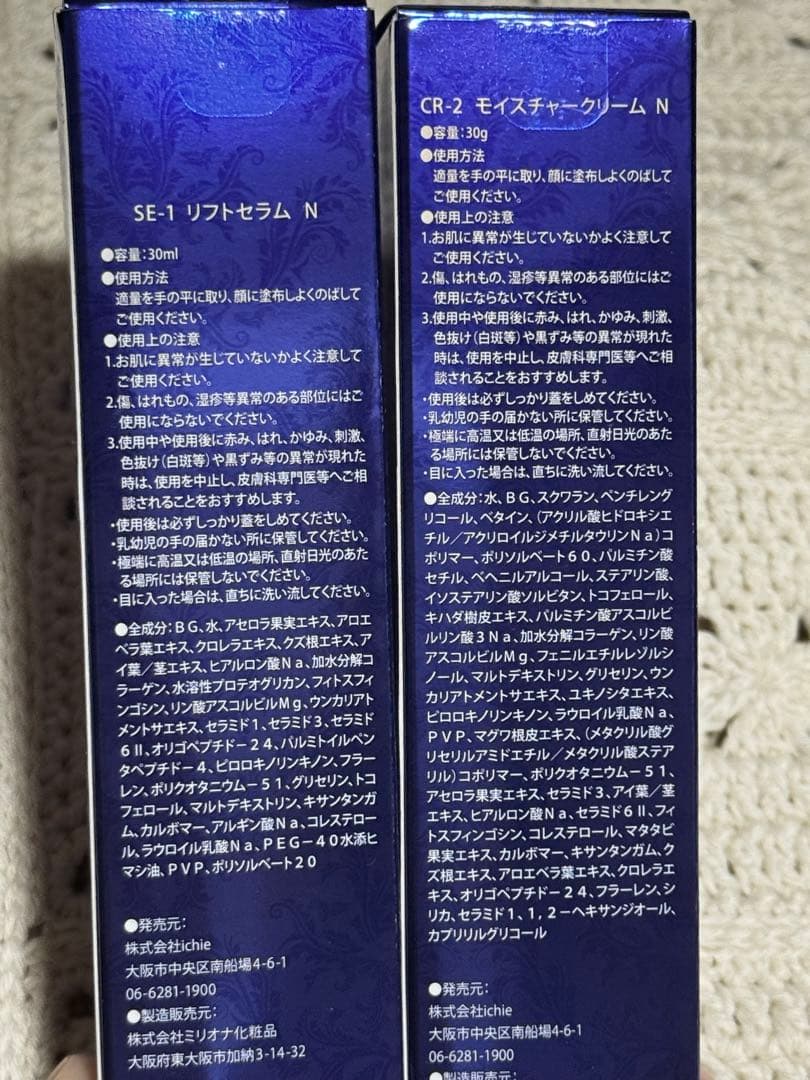 SE-1 リフトセラム N
●容量:30ml
●使用方法
適量を手の平に取り、顔に塗布しよくのばして
ご使用ください。
●使用上の注意
1.お肌に異常が生じていないかよく注意して
ご使用ください。
2.傷、はれもの、湿疹等異常のある部位にはご
使用にならないでください。
3.使用中や使用後に赤み、はれ、かゆみ、刺激、
色抜け(白斑等)や黒ずみ等の異常が現れた
時は、使用を中止し、皮膚科専門医等へご相
談されることをおすすめします。
・使用後は必ずしっかり蓋をしめてください。
・乳幼児の手の届かない所に保管してください。
・極端に高温又は低温の場所、直射日光のあた
る場所には保管しないでください。
・目に入った場合は、直ちに洗い流してください。
●全成分:BG、水、アセロラ果実エキス、アロエ
ベラ葉エキス、クロレラエキス、クズ根エキス、ア
イ葉/茎エキス、ヒアルロン酸Na、加水分解コ
ラーゲン、水溶性プロテオグリカン、フィトスフィ
ンゴシン、リン酸アスコルビルMg、ウンカリアト
メントサエキス、セラミド1、セラミド3、セラミド
6Ⅱ、オリゴペプチド-24、パルミトイルペン
タペプチド-4、ピロロキノリンキノン、フラー
レン、ポリクオタニウム-51、グリセリン、トコ
フェロール、マルトデキストリン、キサンタンガ
ム、カルボマー、アルギン酸Na、コレステロー
ル、ラウロイル乳酸Na、PEG-40水添ヒ
マシ油、PVP、ポリソルベート20
●発売元:
株式会社ichie
大阪市中央区南船場4-6-1
06-6281-1900
●製造販売元:
株式会社ミリオナ化粧品
大阪府東大阪市加納3-14-32
CR-2 モイスチャークリーム N
●容量:30g
●使用方法
適量を手の平に取り、顔に塗布しよくのばして
ご使用ください。
●使用上の注意
1.お肌に異常が生じていないかよく注意して
ご使用ください。
2.傷、はれもの、湿疹等異常のある部位にはご
使用にならないでください。
3.使用中や使用後に赤み、はれ、かゆみ、刺激、
色抜け(白斑等)や黒ずみ等の異常が現れた
時は、使用を中止し、皮膚科専門医等へご相
談されることをおすすめします。
・使用後は必ずしっかり蓋をしめてください。
・乳幼児の手の届かない所に保管してください。
・極端に高温又は低温の場所、直射日光のあた
る場所には保管しないでください。
・目に入った場合は、直ちに洗い流してください。
●全成分:水、BG、スクワラン、ペンチレング
リコール、ベタイン、(アクリル酸ヒドロキシエ
チル/アクリロイルジメチルタウリンNa)コ
ポリマー、ポリソルベート60、パルミチン酸
セチル、ベヘニルアルコール、ステアリン酸、
イソステアリン酸ソルビタン、トコフェロール、
キハダ樹皮エキス、パルミチン酸アスコルビ
ルリン酸3Na、加水分解コラーゲン、リン酸
アスコルビルMg、フェニルエチルレゾルシ
ノール、マルトデキストリン、グリセリン、ウン
カリアトメントサエキス、ユキノシタエキス、
ピロロキノリンキノン、ラウロイル乳酸Na、
PVP、マグワ根皮エキス、(メタクリル酸グ
リセリルアミドエチル/メタクリル酸ステア
リル)コポリマー、ポリクオタニウム-51、
アセロラ果実エキス、セラミド3、アイ葉/茎
エキス、ヒアルロン酸Na、セラミド6Ⅱ、フィ
トスフィンゴシン、コレステロール、マタタビ
果実エキス、カルボマー、キサンタンガム、ク
ズ根エキス、アロエベラ葉エキス、クロレラエ
キス、オリゴペプチド-24、フラーレン、シ
リカ、セラミド1、1,2-ヘキサンジオール、
カプリリルグリコール
●発売元:
株式会社ichie
大阪市中央区南船場4-6-1
06-6281-1900
●製造販売元: